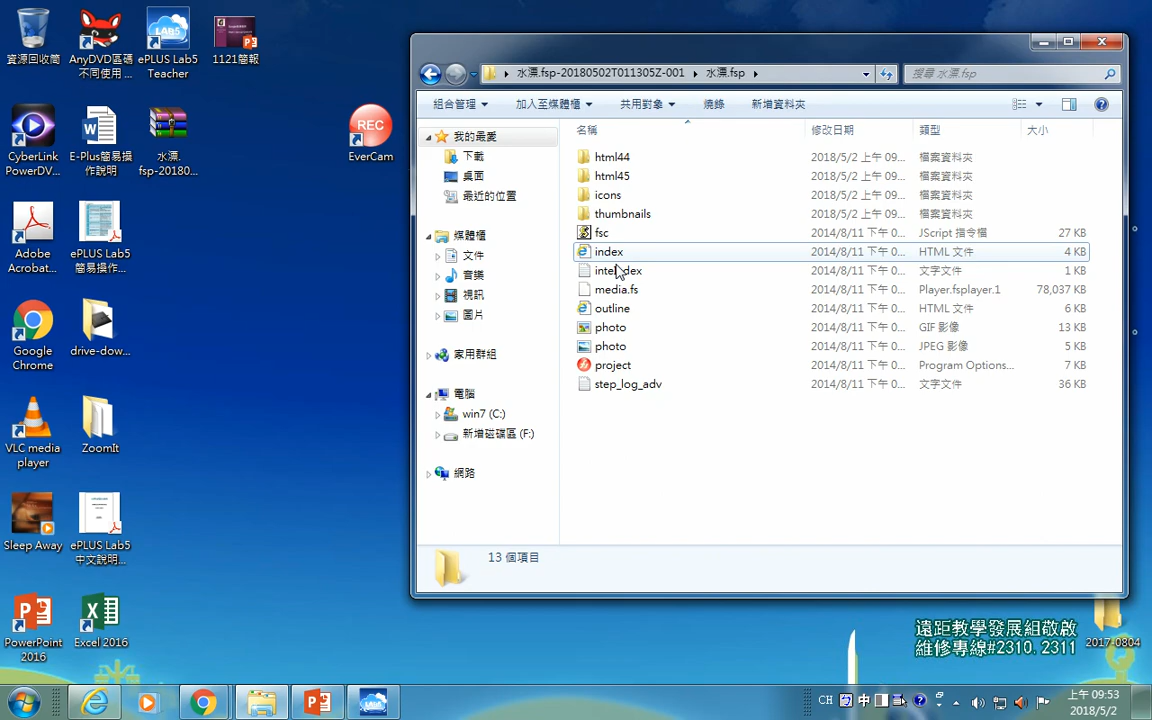 資源回收筒
AnyDVD區碼
不同使用...
ePLUS Lab5
Teacher
1121簡報
CyberLink
PowerDV...
E-Plus簡易操
作說明
水漂.
fsp-20180...
REC
EverCam
Adobe
Acrobat...
ePLUS Lab5
簡易操作...
Google
Chrome
drive-dow...
VLC media
player
ZoomIt
Sleep Away
ePLUS Lab5
中文說明...
PowerPoint
2016
Excel 2016
水漂.fsp-20180502T011305Z-001
水漂.fsp
搜尋 水漂.fsp
組合管理
加入至媒體櫃
共用對象
燒錄
新增資料夾
我的最愛
下載
桌面
最近的位置
媒體櫃
文件
音樂
視訊
圖片
家用群組
電腦
win7 (C:)
新增磁碟區 (F:)
網路
名稱 修改日期 類型 大小
html44 2018/5/2 上午 09... 檔案資料夾
html45 2018/5/2 上午 09... 檔案資料夾
icons 2018/5/2 上午 09... 檔案資料夾
thumbnails 2018/5/2 上午 09... 檔案資料夾
fsc 2014/8/11 下午 0... JScript 指令檔 27 KB
index 2014/8/11 下午 0... HTML 文件 4 KB
2014/8/11 下午 0... 文字文件 1 KB
media.fs 2014/8/11 下午 0... Player.fsplayer.1 78,037 KB
outline 2014/8/11 下午 0... HTML 文件 6 KB
photo 2014/8/11 下午 0... GIF 影像 13 KB
photo 2014/8/11 下午 0... JPEG 影像 5 KB
project 2014/8/11 下午 0... Program Options... 7 KB
step_log_adv 2014/8/11 下午 0... 文字文件 36 KB
13 個項目
遠距教學發展組敬啟
維修專線#2310. 2311
2017-0804
CH
中
上午 09:53
2018/5/2